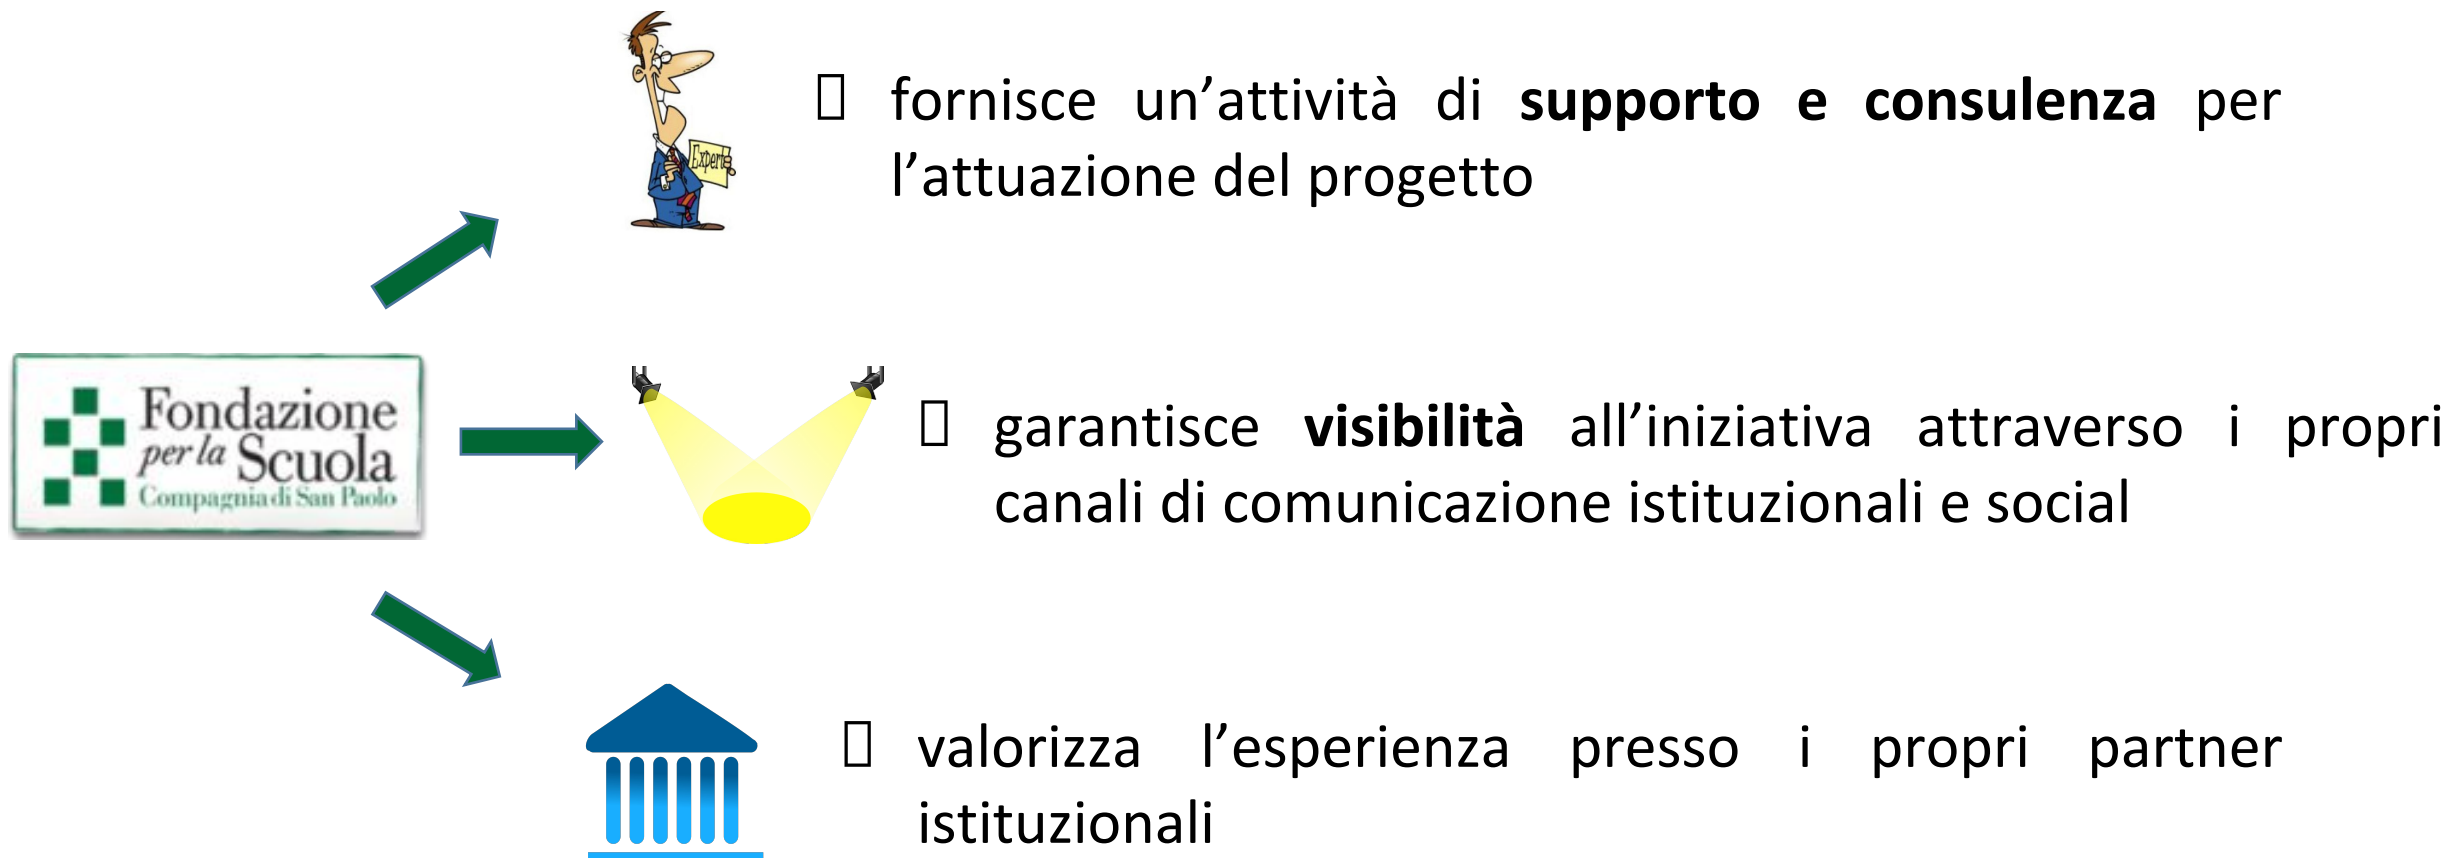 Expert
fornisce un’attività di supporto e consulenza per
l’attuazione del progetto
Fondazione
per la Scuola
Compagnia di San Paolo
garantisce visibilità all’iniziativa attraverso i propri
canali di comunicazione istituzionali e social
valorizza l’esperienza presso i propri partner
istituzionali